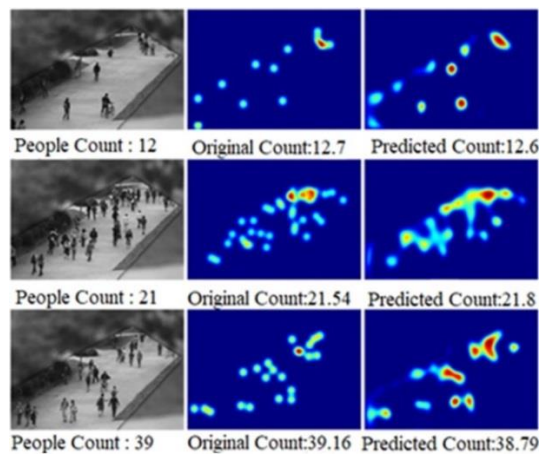 People Count : 12 Original Count:12.7 Predicted Count:12.6
People Count : 21 Original Count:21.54 Predicted Count:21.8
People Count : 39 Original Count:39.16 Predicted Count:38.79